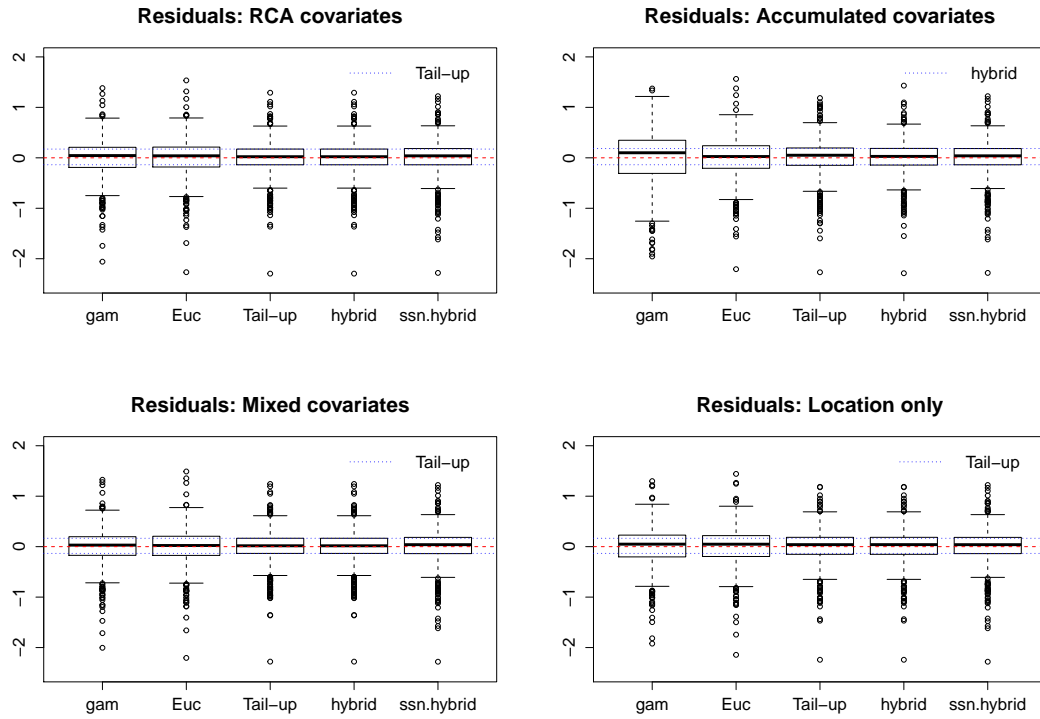 Residuals: RCA covariates
2
1
0
−1
−2
Tail−up
gam Euc Tail−up hybrid ssn.hybrid
Residuals: Accumulated covariates
2
1
0
−1
−2
hybrid
gam Euc Tail−up hybrid ssn.hybrid
Residuals: Mixed covariates
2
1
0
−1
−2
Tail−up
gam Euc Tail−up hybrid ssn.hybrid
Residuals: Location only
2
1
0
−1
−2
Tail−up
gam Euc Tail−up hybrid ssn.hybrid